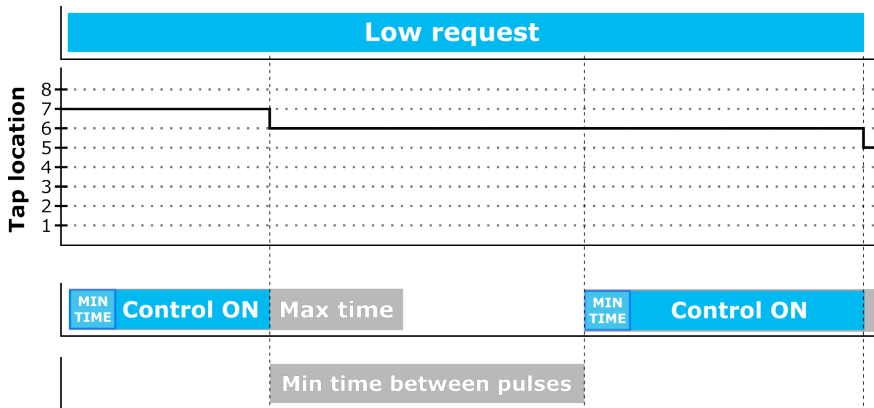 Low request
Tap location
8
7
6
5
4
3
2
1
MIN
TIME
Control ON
Max time
MIN
TIME
Control ON
Min time between pulses